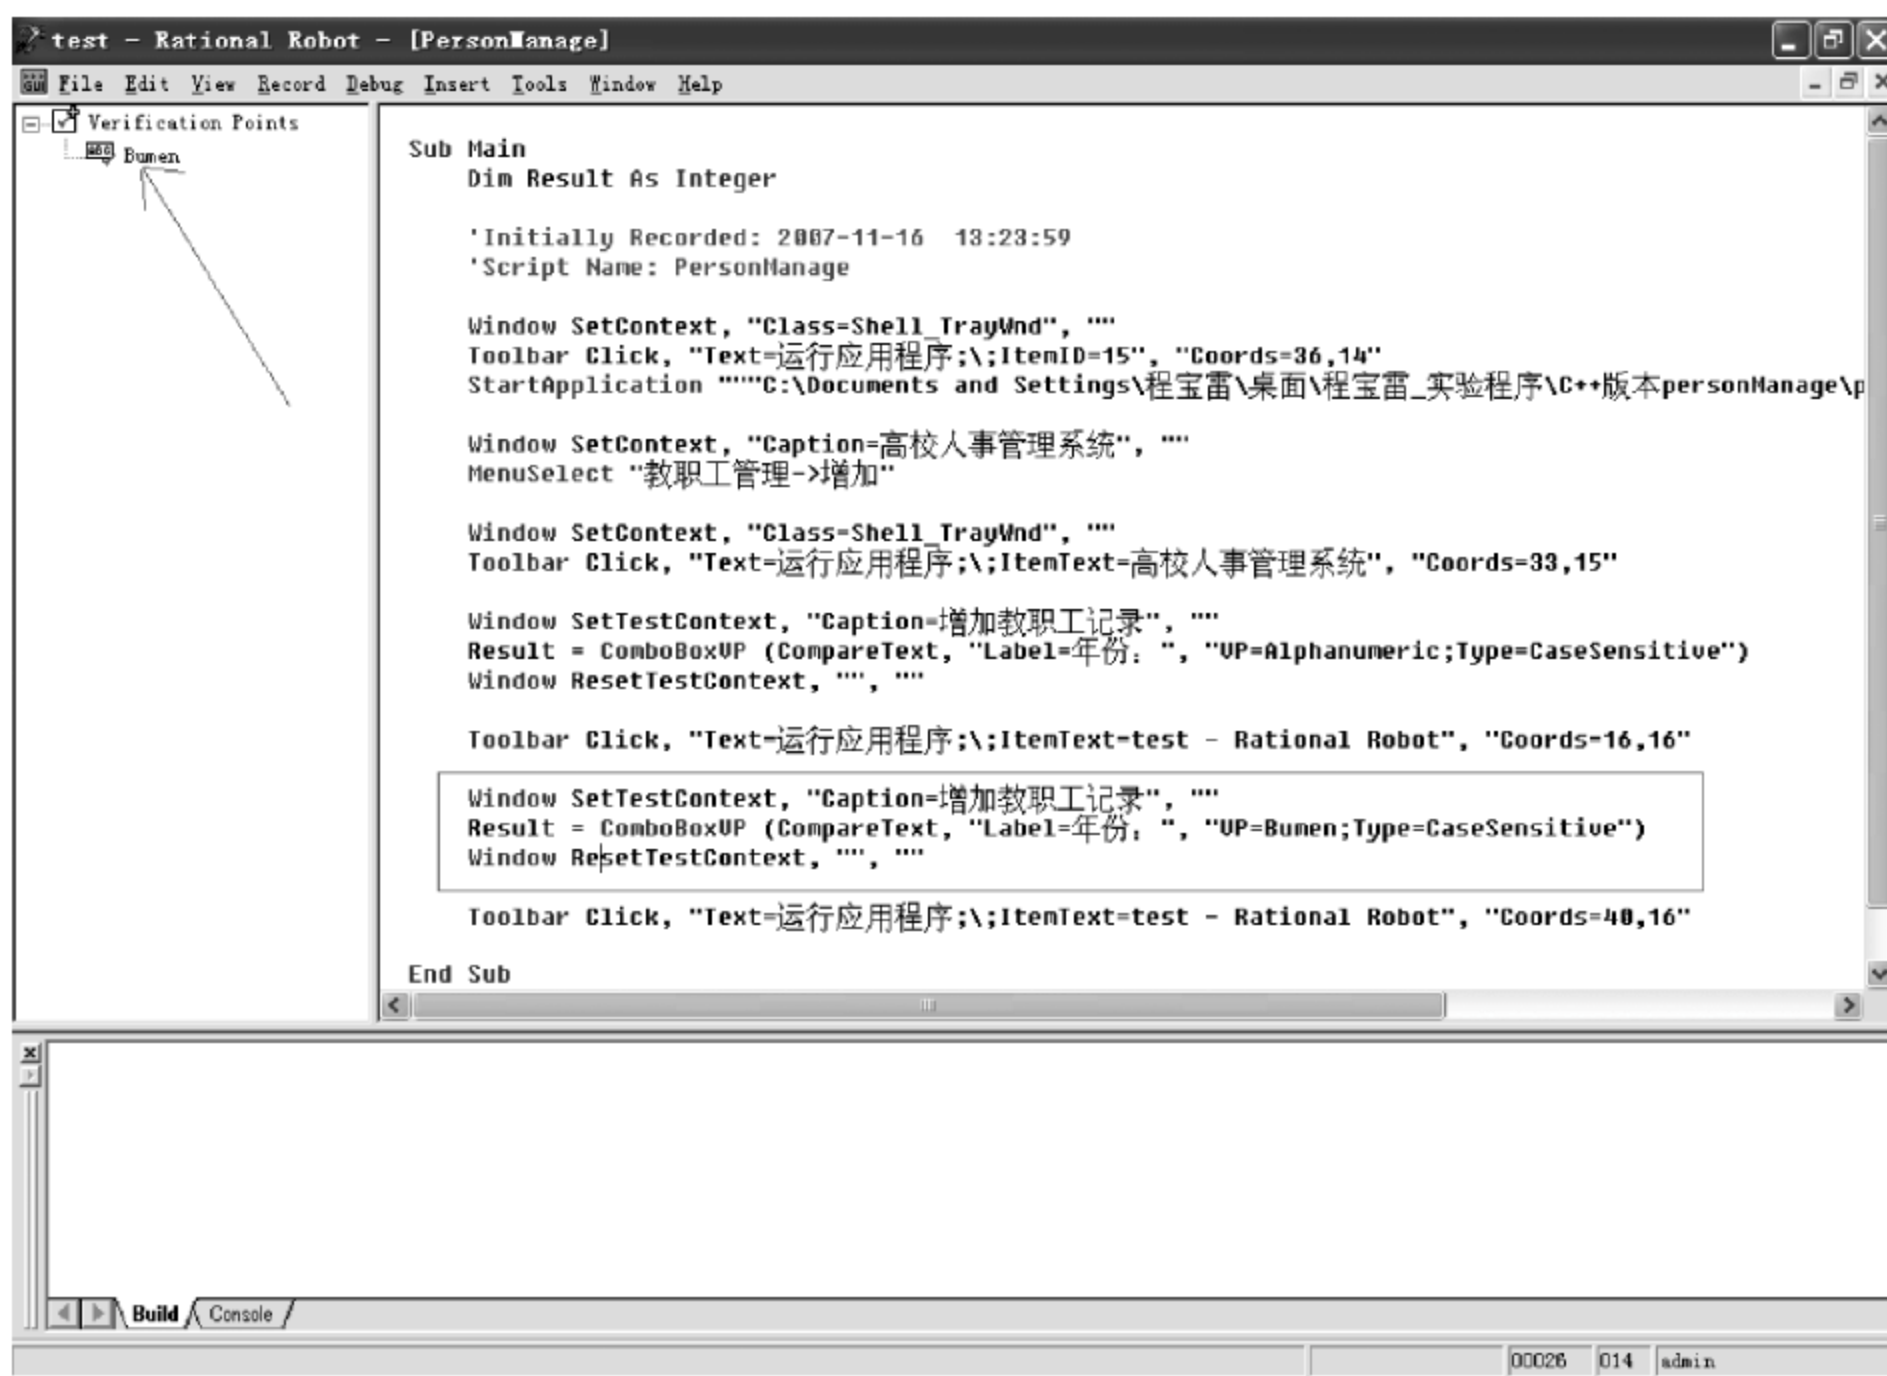 test - Rational Robot - [PersonManage]
File Edit View Record Debug Insert Tools Window Help
Verification Points
Bumen
Sub Main
Dim Result As Integer
'Initially Recorded: 2007-11-16 13:23:59
'Script Name: PersonManage
Window SetContext, "Class=Shell_TrayWnd", ""
Toolbar Click, "Text=运行应用程序;\;ItemID=15", "Coords=36,14"
StartApplication """C:\Documents and Settings\程宝雷\桌面\程宝雷_实验程序\C++版本personManage\p
Window SetContext, "Caption=高校人事管理系统", ""
MenuSelect "教职工管理->增加"
Window SetContext, "Class=Shell_TrayWnd", ""
Toolbar Click, "Text=运行应用程序;\;ItemText=高校人事管理系统", "Coords=33,15"
Window SetTestContext, "Caption=增加教职工记录", ""
Result = ComboBoxVP (CompareText, "Label=年份：", "VP=Alphanumeric;Type=CaseSensitive")
Window ResetTestContext, "", ""
Toolbar Click, "Text=运行应用程序;\;ItemText=test - Rational Robot", "Coords=16,16"
Window SetTestContext, "Caption=增加教职工记录", ""
Result = ComboBoxVP (CompareText, "Label=年份：", "VP=Bumen;Type=CaseSensitive")
Window ResetTestContext, "", ""
Toolbar Click, "Text=运行应用程序;\;ItemText=test - Rational Robot", "Coords=40,16"
End Sub
Build Console
00026 014 admin